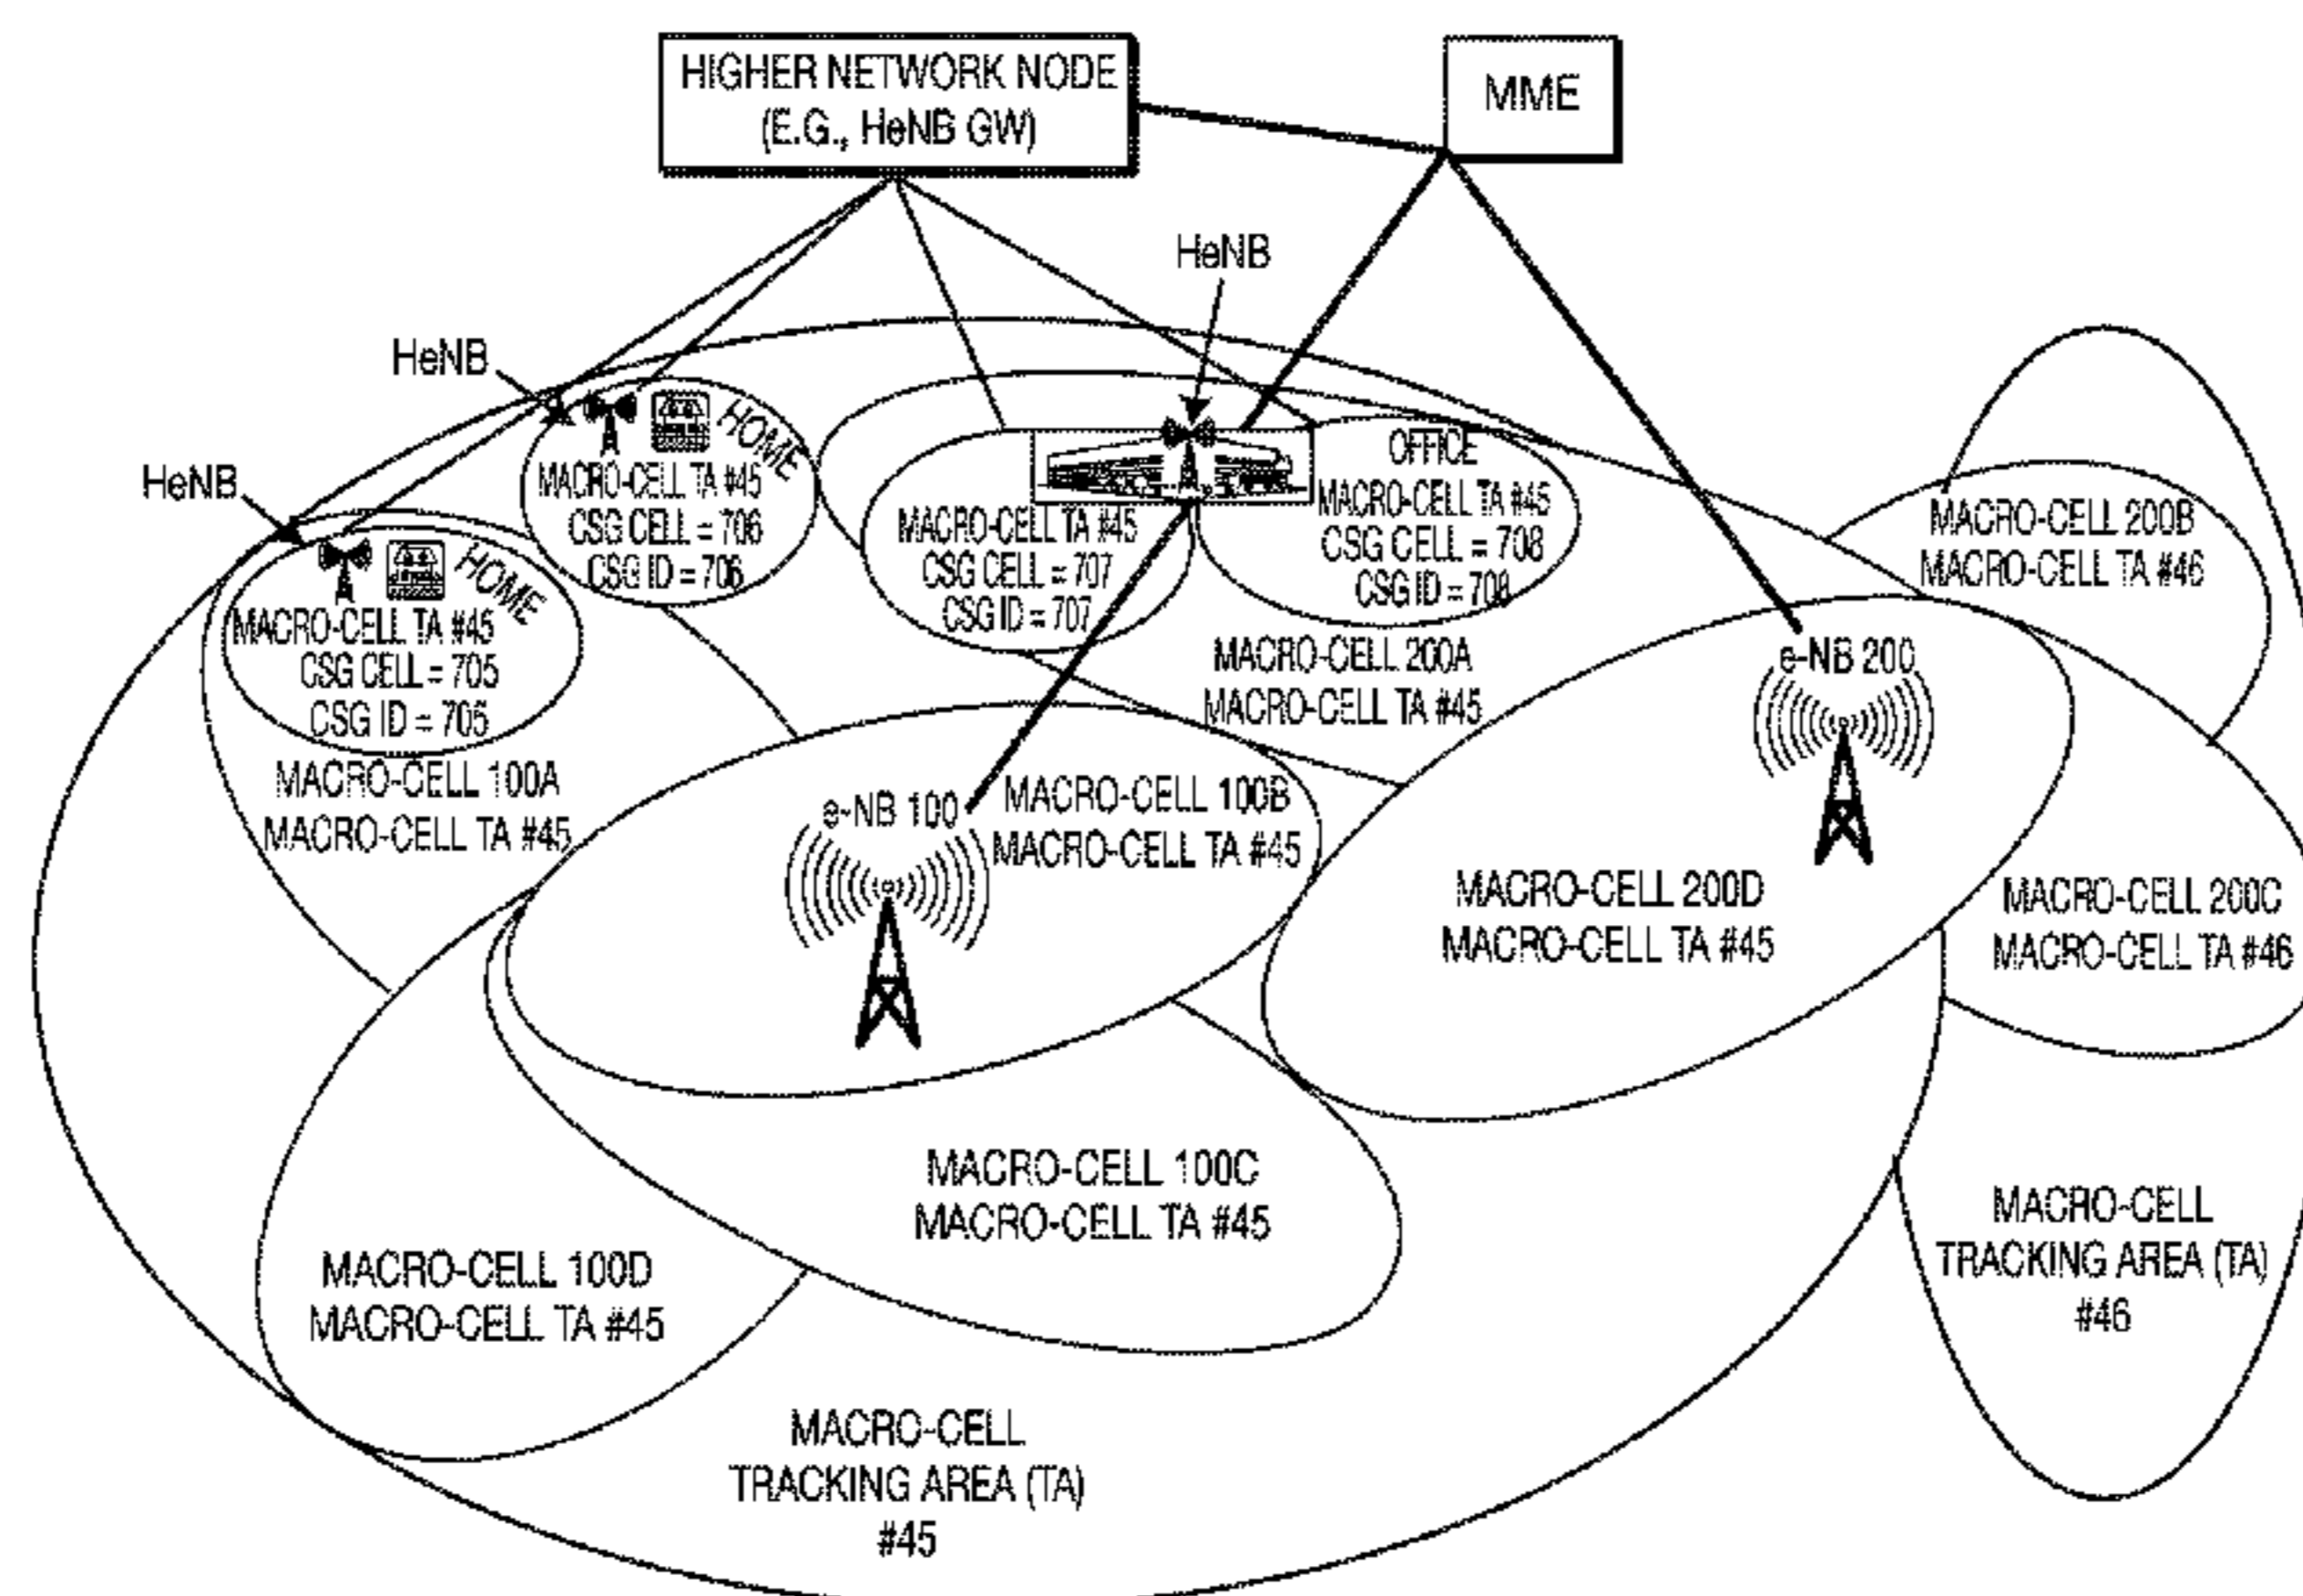 HIGHER NETWORK NODE
(E.G., HeNB GW)
MME
HeNB
HeNB
HeNB
HOME
MACRO-CELL TA #45
CSG CELL = 706
CSG ID = 706
HOME
MACRO-CELL TA #45
CSG CELL = 705
CSG ID = 705
MACRO-CELL TA #45
CSG CELL = 707
CSG ID = 707
OFFICE
MACRO-CELL TA #45
CSG CELL = 708
CSG ID = 708
MACRO-CELL 200B
MACRO-CELL TA #46
MACRO-CELL 200A
MACRO-CELL TA #45
e-NB 200
MACRO-CELL 100A
MACRO-CELL TA #45
e-NB 100
MACRO-CELL 100B
MACRO-CELL TA #45
MACRO-CELL 200D
MACRO-CELL TA #45
MACRO-CELL 200C
MACRO-CELL TA #46
MACRO-CELL 100C
MACRO-CELL TA #45
MACRO-CELL 100D
MACRO-CELL TA #45
MACRO-CELL
TRACKING AREA (TA)
#46
MACRO-CELL
TRACKING AREA (TA)
#45